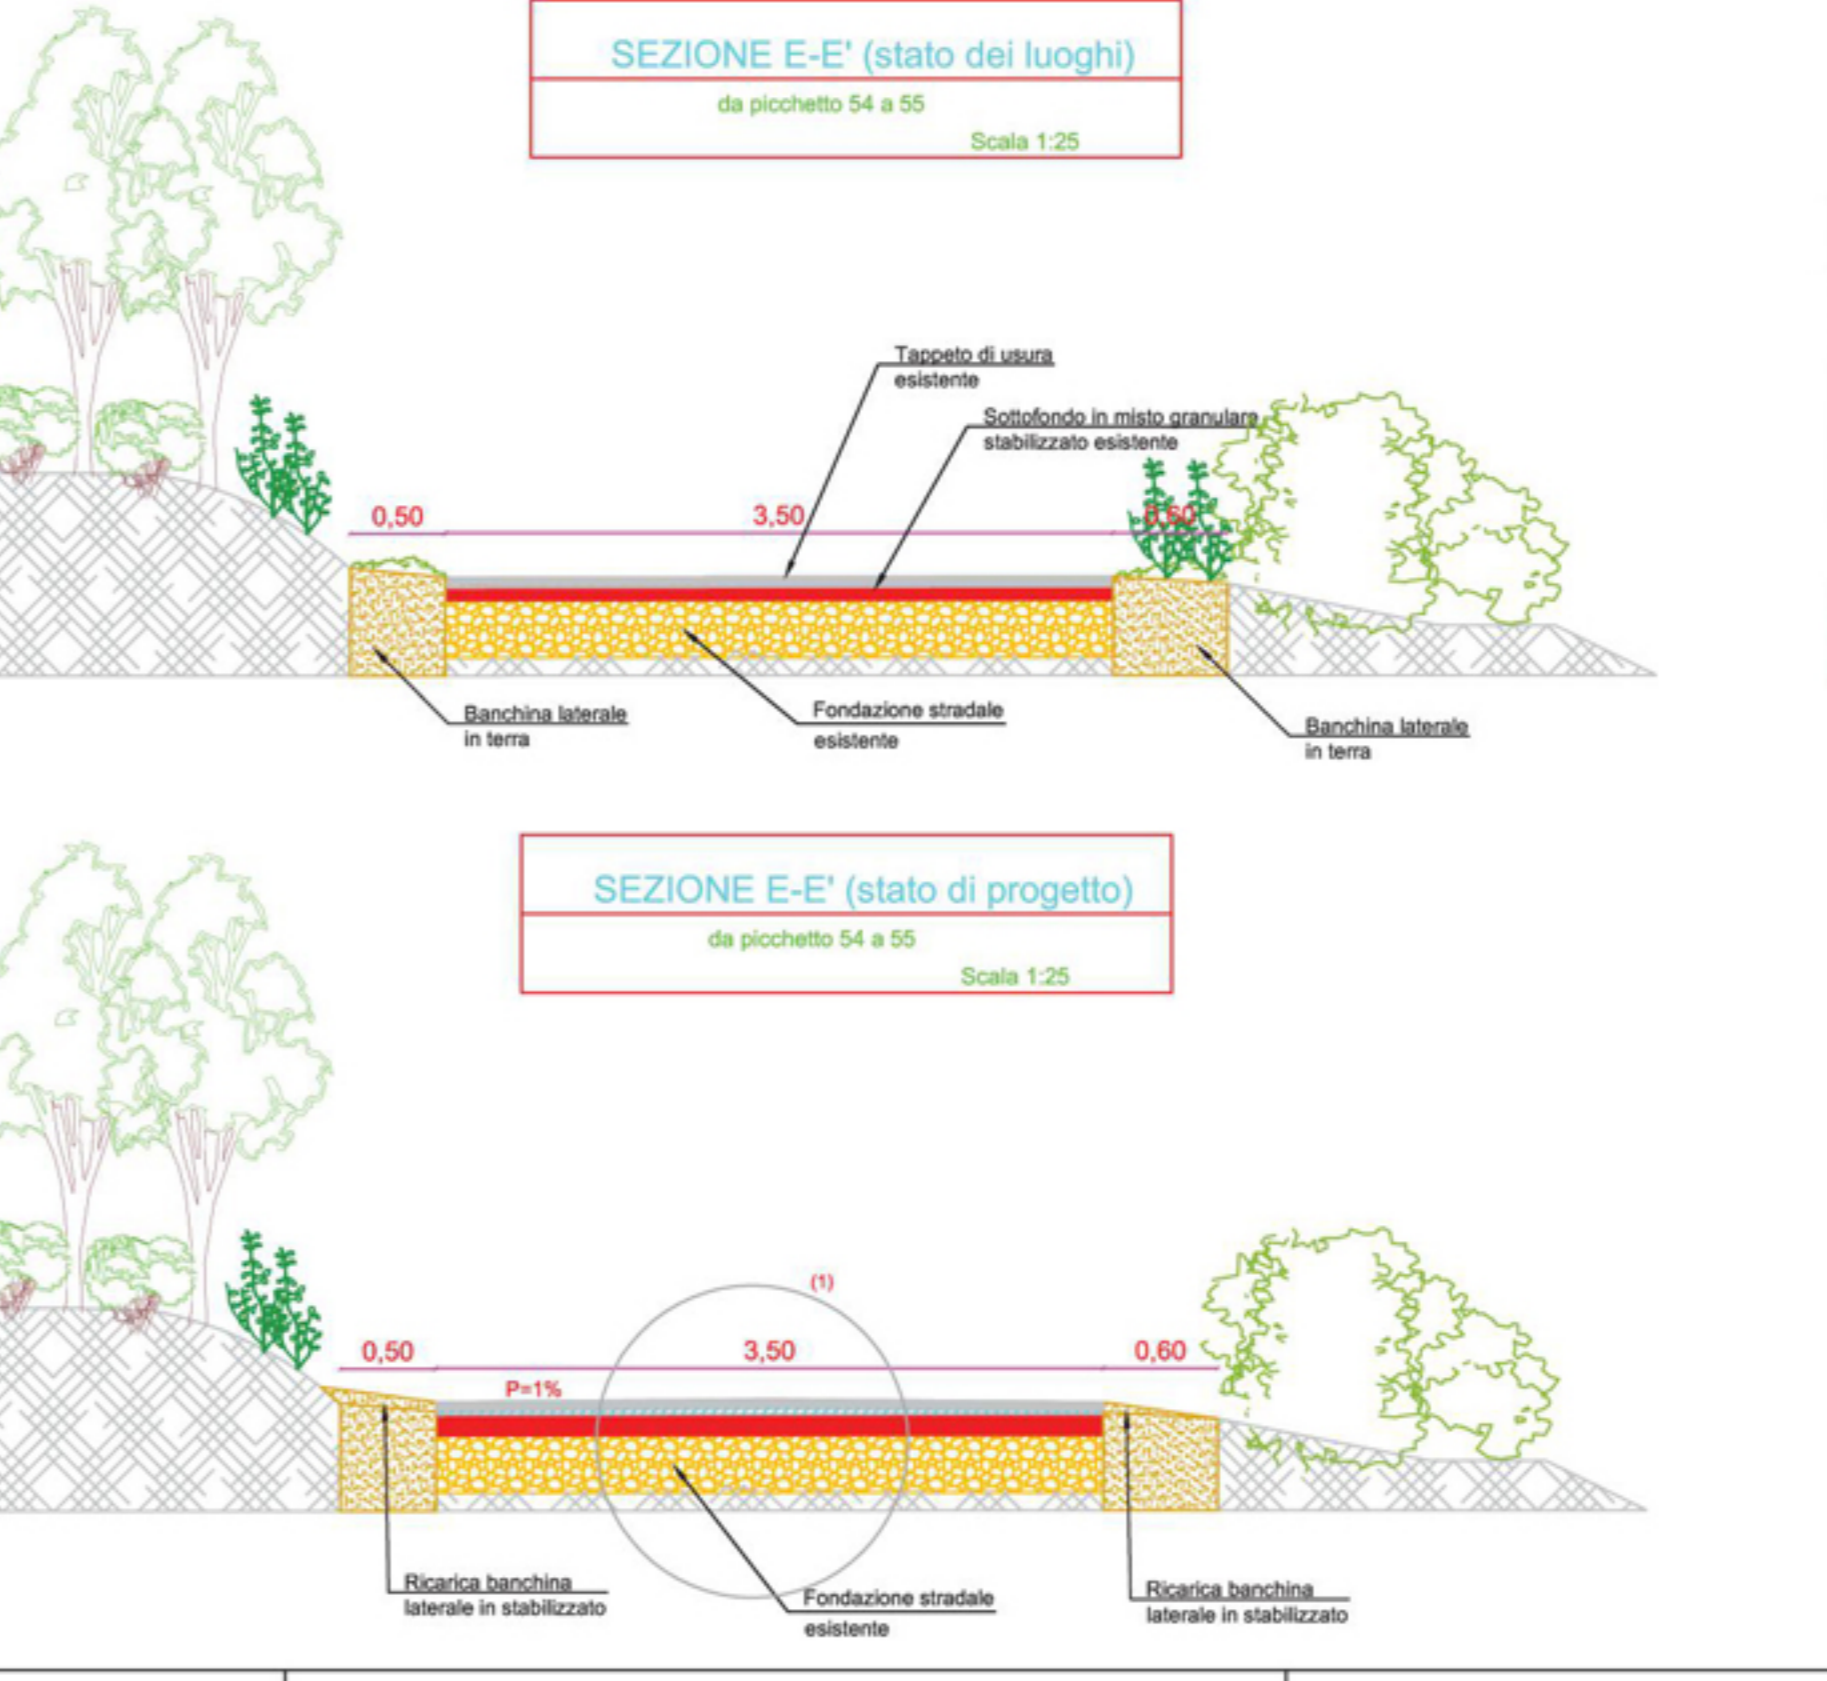 SEZIONE E-E' (stato dei luoghi)
da picchetto 54 a 55
Scala 1:25
Tappeto di usura
esistente
Sottofondo in misto granulare
stabilizzato esistente
0,50
3,50
0,60
Banchina laterale
in terra
Fondazione stradale
esistente
Banchina laterale
in terra
SEZIONE E-E' (stato di progetto)
da picchetto 54 a 55
Scala 1:25
(1)
0,50
3,50
0,60
P=1%
Ricarica banchina
laterale in stabilizzato
Fondazione stradale
esistente
Ricarica banchina
laterale in stabilizzato